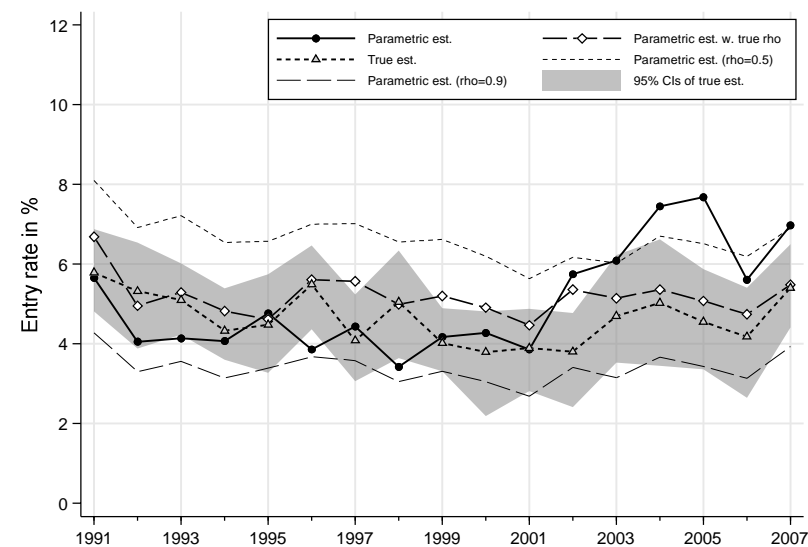 Parametric est.
Parametric est. w. true rho
True est.
Parametric est. (rho=0.5)
Parametric est. (rho=0.9)
95% CIs of true est.
Entry rate in %
12
10
8
6
4
2
0
1991 1993 1995 1997 1999 2001 2003 2005 2007